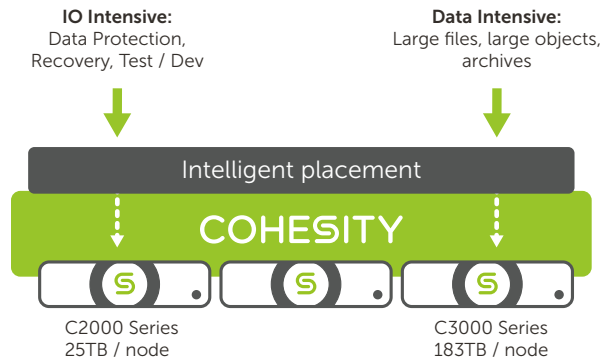 IO Intensive:
Data Protection,
Recovery, Test / Dev
Data Intensive:
Large files, large objects,
archives
Intelligent placement
COHESITY
S
S
S
C2000 Series
25TB / node
C3000 Series
183TB / node